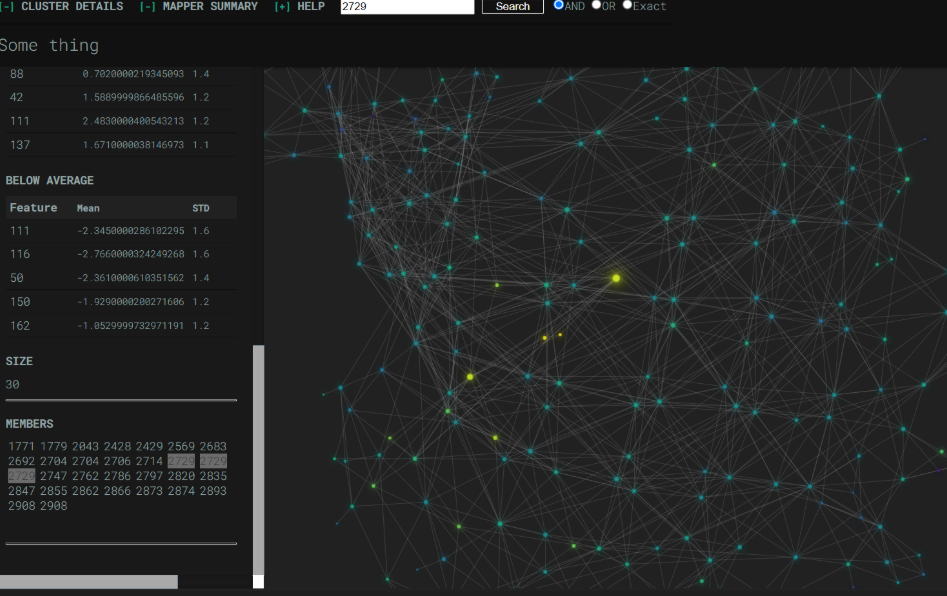 [-] CLUSTER DETAILS [-] MAPPER SUMMARY [+] HELP 2729 Search AND OR Exact
Some thing
88 0.7020000219345093 1.4
42 1.5889999866485596 1.2
111 2.4830000400543213 1.2
137 1.6710000038146973 1.1
BELOW AVERAGE
Feature Mean STD
111 -2.3450000286102295 1.6
116 -2.7660000324249268 1.6
50 -2.3610000610351562 1.4
150 -1.9290000200271606 1.2
162 -1.0529999732971191 1.2
SIZE
30
MEMBERS
1771 1779 2043 2428 2429 2569 2683
2692 2704 2704 2706 2714 2729 2729
2729 2747 2762 2786 2797 2820 2835
2847 2855 2862 2866 2873 2874 2893
2908 2908